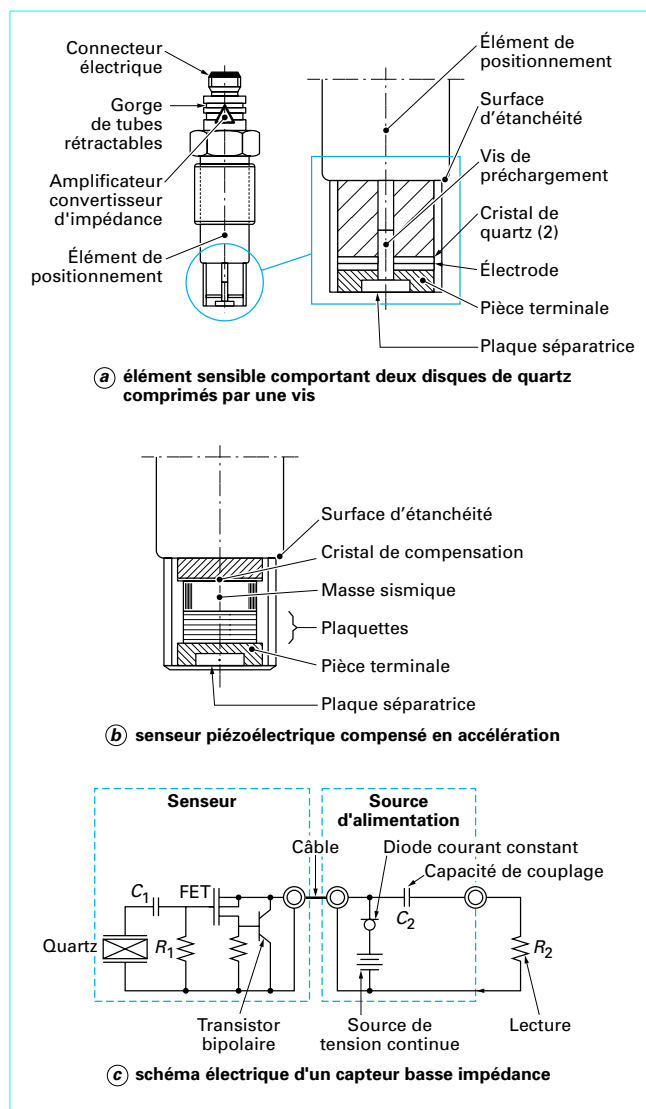 Connecteur
électrique
Gorge
de tubes
rétractables
Amplificateur
convertisseur
d'impédance
Élément de
positionnement
Élément de
positionnement
Surface
d'étanchéité
Vis de
préchargement
Cristal de
quartz (2)
Électrode
Pièce terminale
Plaque séparatrice
a élément sensible comportant deux disques de quartz
comprimés par une vis
Surface d'étanchéité
Cristal de compensation
Masse sismique
Plaquettes
Pièce terminale
Plaque séparatrice
b senseur piézoélectrique compensé en accélération
Senseur
Source
d'alimentation
Câble
Diode courant constant
Capacité de couplage
C1
FET
C2
Quartz
R1
R2
Transistor
bipolaire
Source de
tension continue
Lecture
c schéma électrique d'un capteur basse impédance